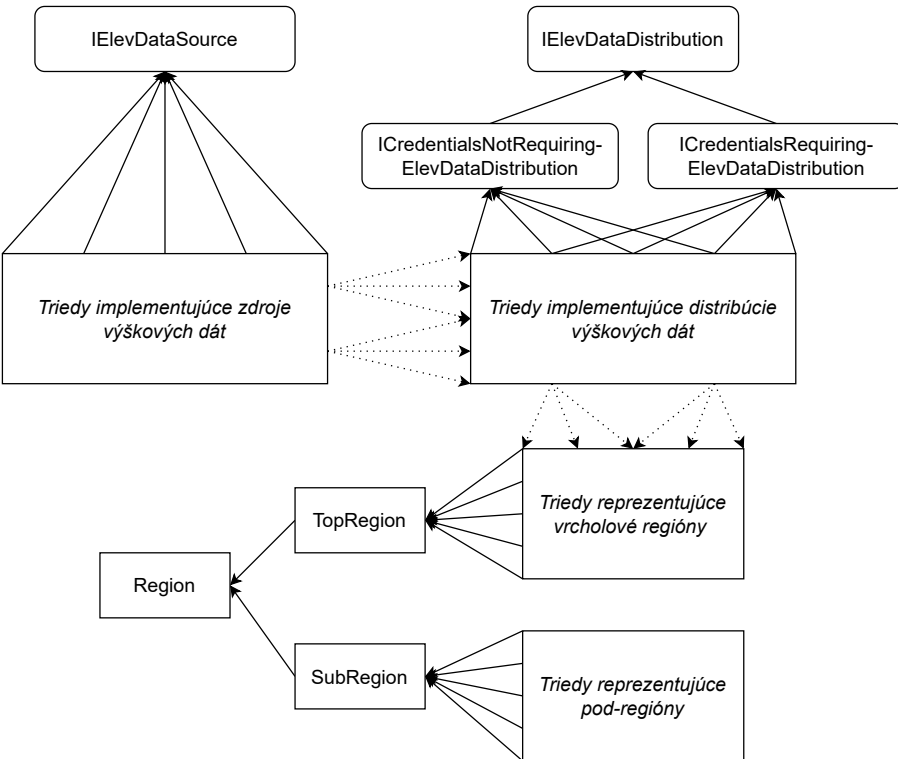 IElevDataSource
IElevDataDistribution
ICredentialsNotRequiring-
ElevDataDistribution
ICredentialsRequiring-
ElevDataDistribution
Triedy implementujúce zdroje
výškových dát
Triedy implementujúce distribúcie
výškových dát
Triedy reprezentujúce
vrcholové regióny
TopRegion
Region
SubRegion
Triedy reprezentujúce
pod-regióny